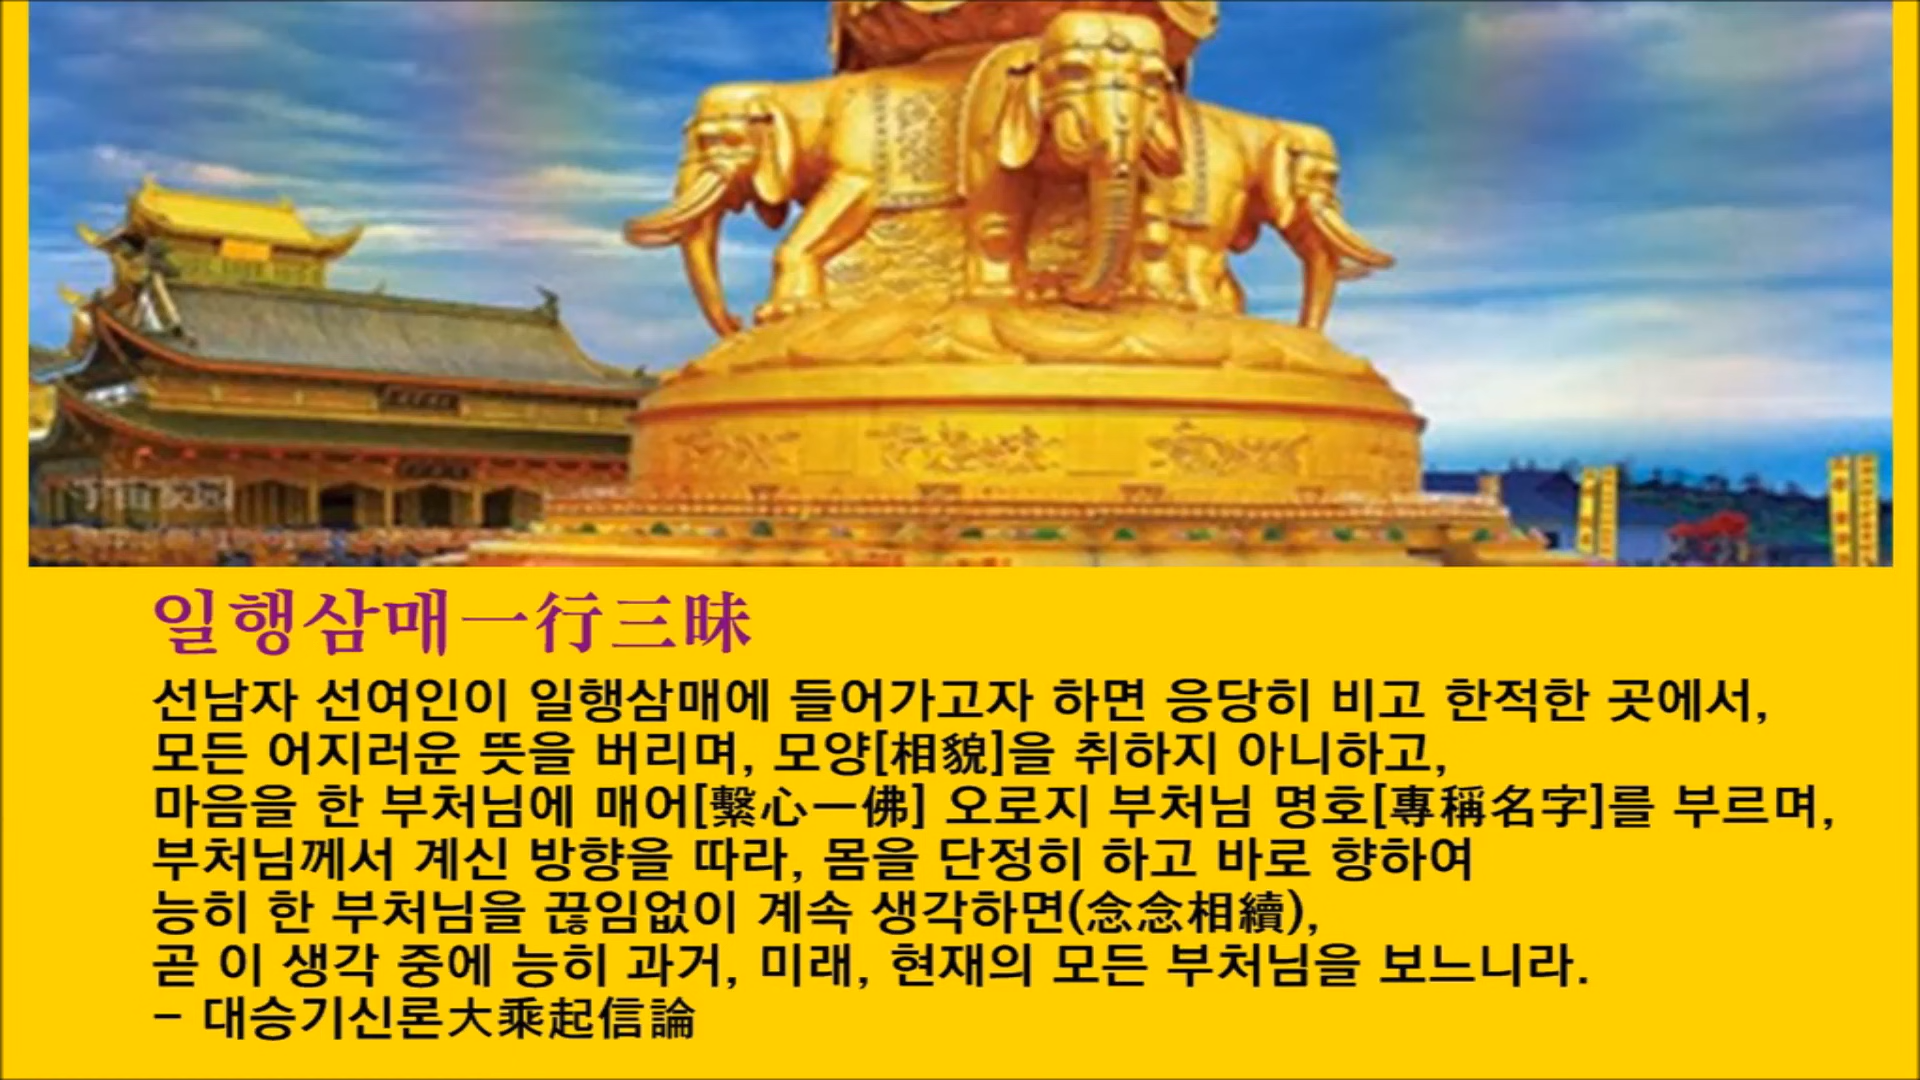 일행삼매一行三昧
선남자 선여인이 일행삼매에 들어가고자 하면 응당히 비고 한적한 곳에서,
모든 어지러운 뜻을 버리며, 모양[相貌]을 취하지 아니하고,
마음을 한 부처님에 매어[繫心一佛] 오로지 부처님 명호[專稱名字]를 부르며,
부처님께서 계신 방향을 따라, 몸을 단정히 하고 바로 향하여
능히 한 부처님을 끊임없이 계속 생각하면(念念相續),
곧 이 생각 중에 능히 과거, 미래, 현재의 모든 부처님을 보느니라.
- 대승기신론大乘起信論